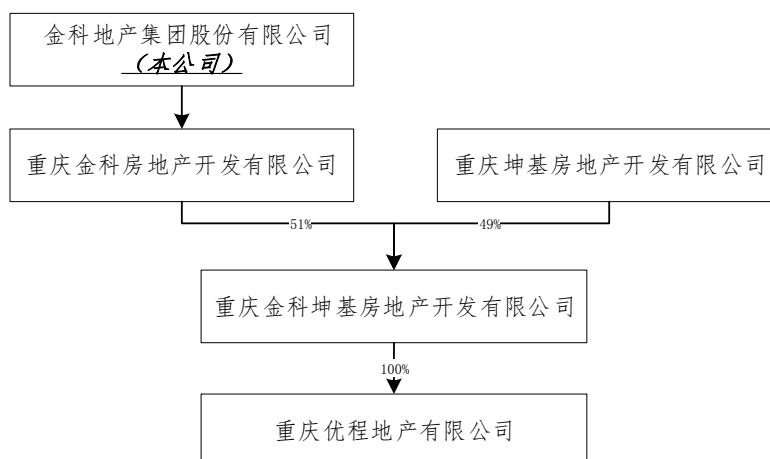 金科地产集团股份有限公司
(本公司)
重庆金科房地产开发有限公司
重庆坤基房地产开发有限公司
51%
49%
重庆金科坤基房地产开发有限公司
100%
重庆优程地产有限公司